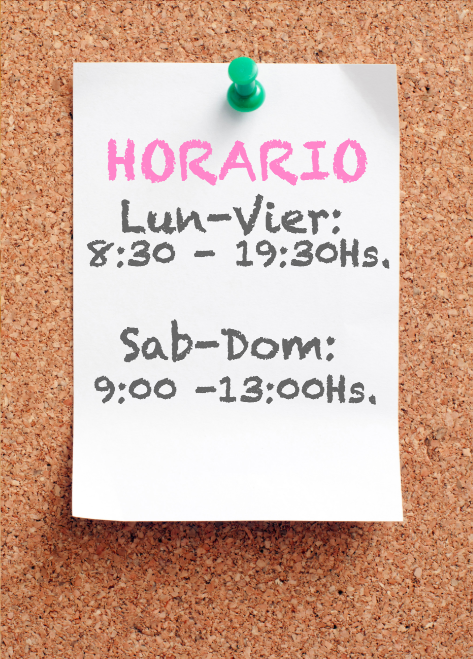 HORARIO
Lun-Vier:
8:30 - 19:30Hs.
Sab-Dom:
9:00 -13:00Hs.